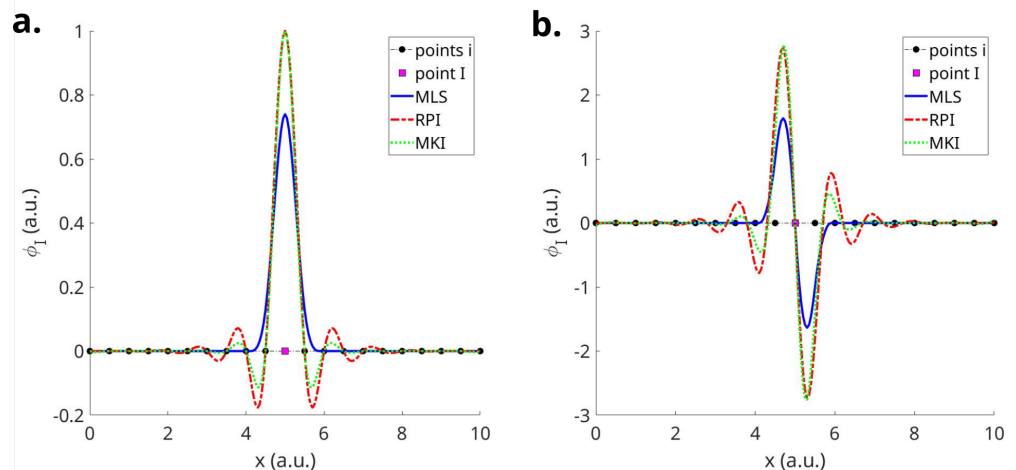 a.
1
0.8
0.6
0.4
0.2
0
-0.2
ϕI (a.u.)
points i
point I
MLS
RPI
MKI
0 2 4 6 8 10
x (a.u.)
b.
3
2
1
0
-1
-2
-3
ϕI (a.u.)
points i
point I
MLS
RPI
MKI
0 2 4 6 8 10
x (a.u.)